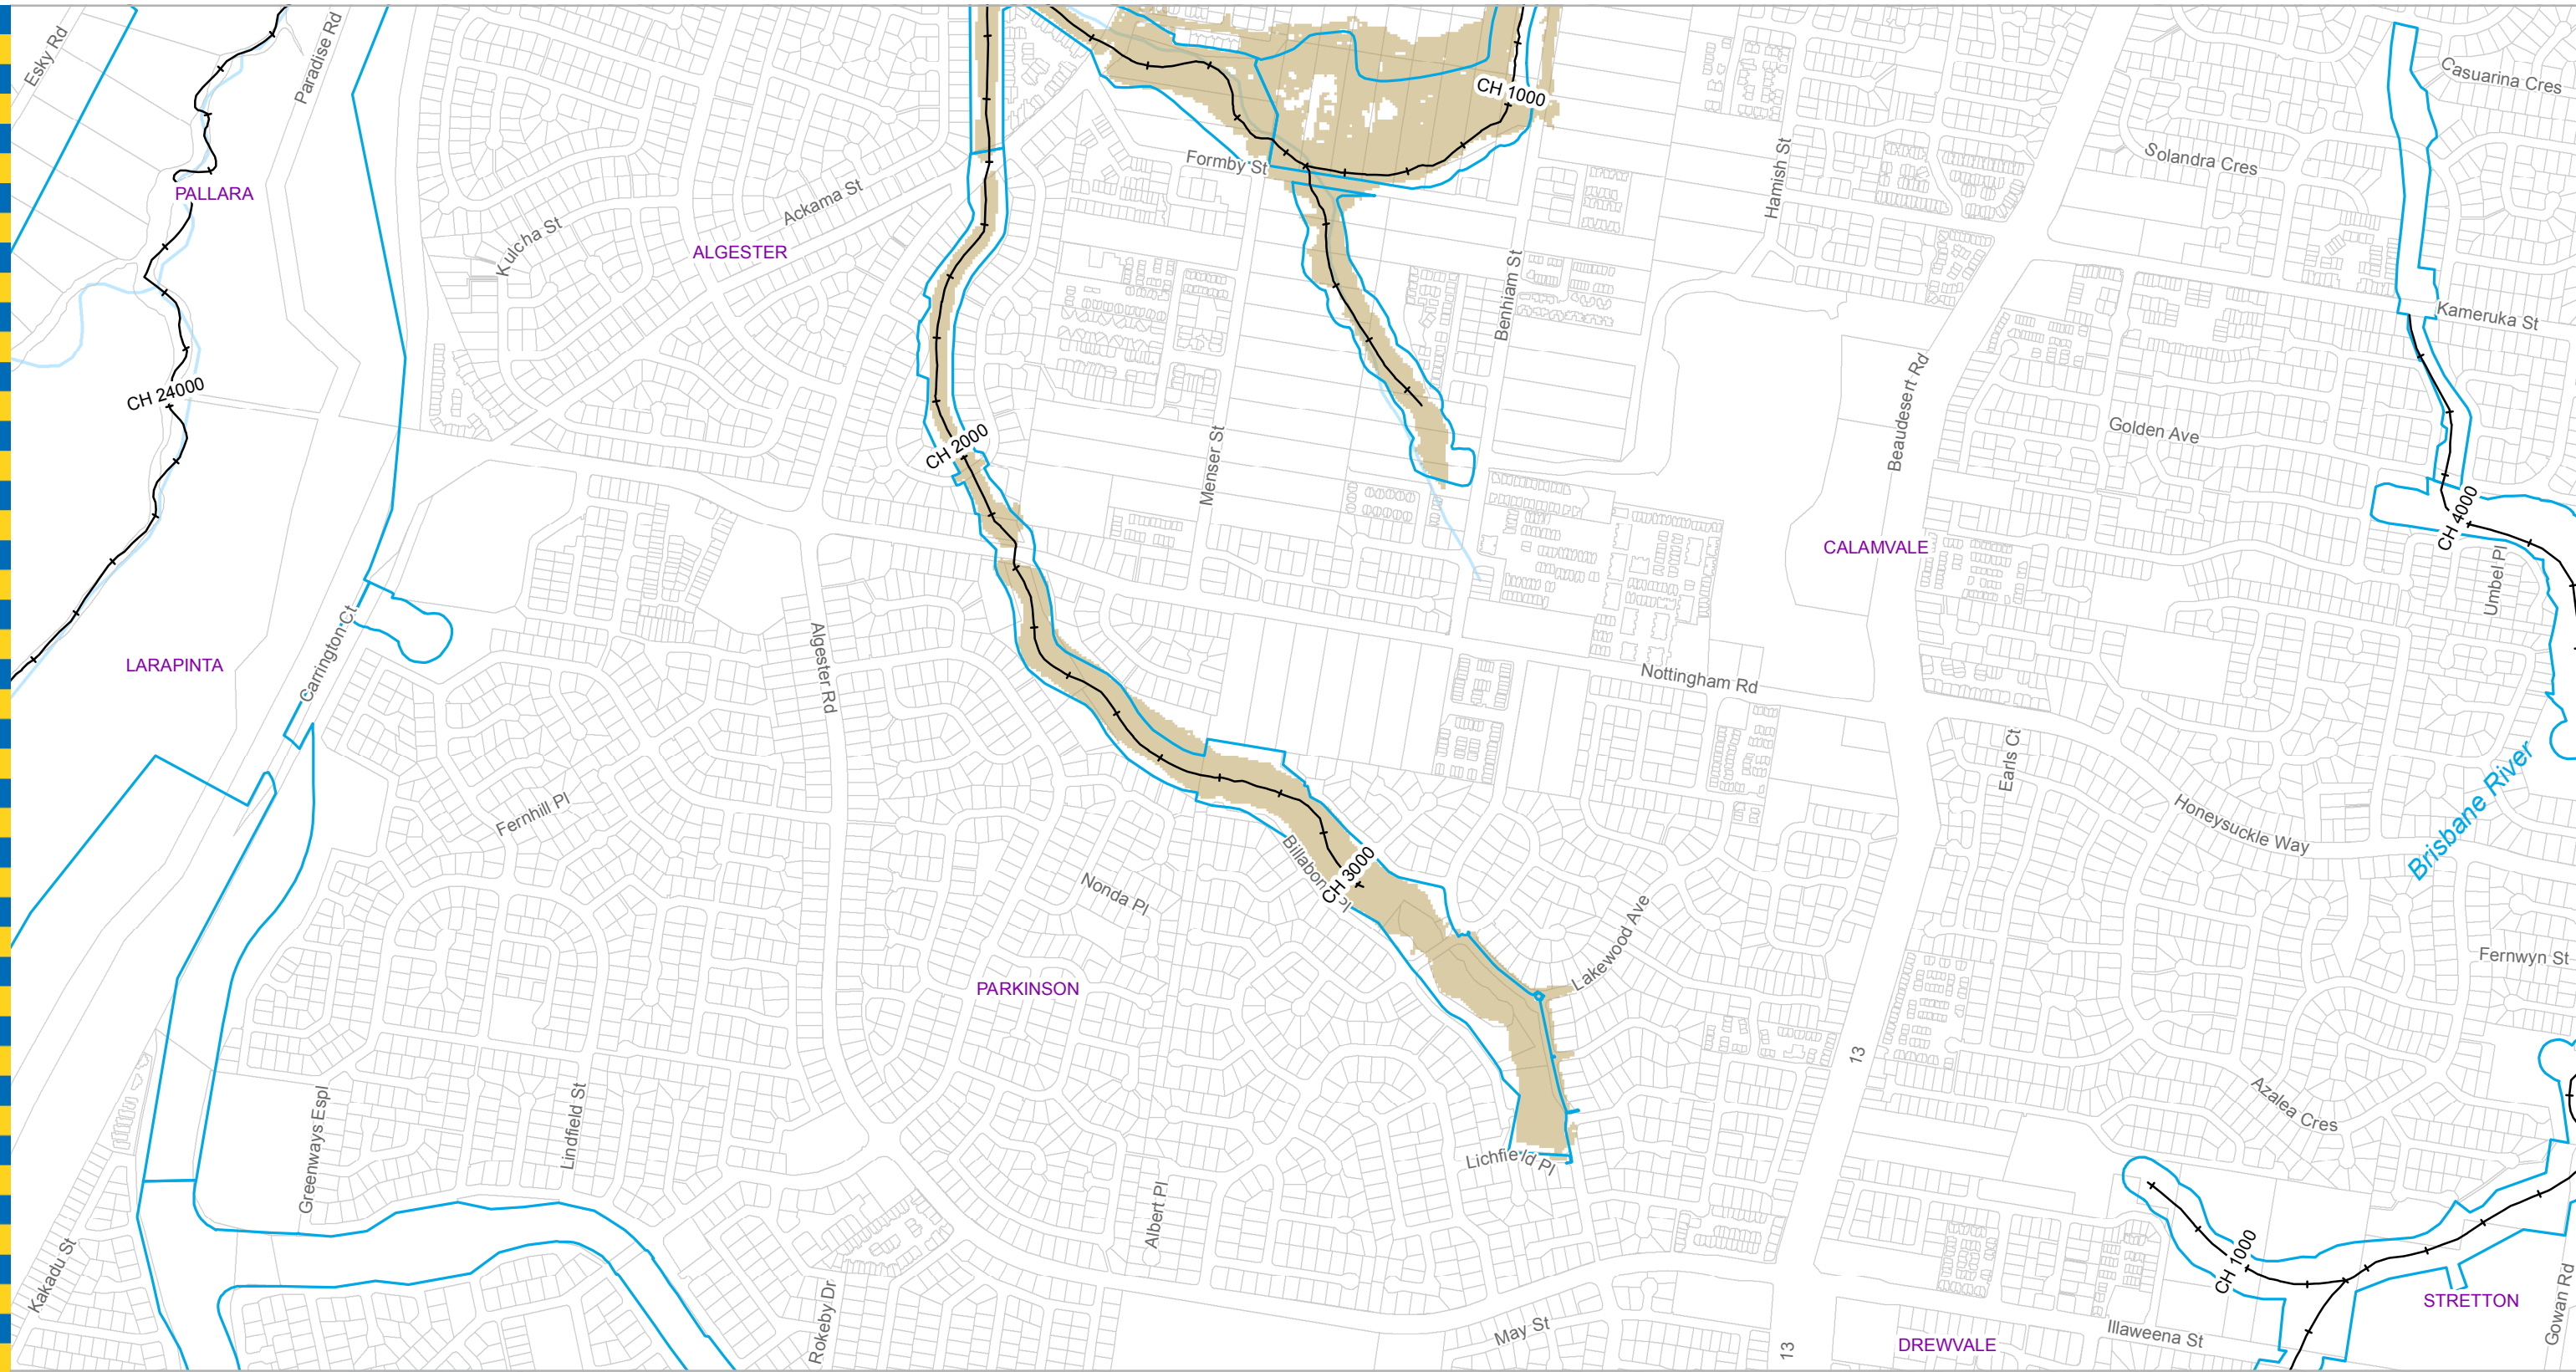 Esky Rd
Paradise Rd
CH 1000
Casuarina Cres
Solandra Cres
Formby St
Hamish St
PALLARA
Ackama St
Kulcha St
ALGESTER
Benhiam St
Kameruka St
CH 24000
Beaudesert Rd
Golden Ave
CH 2000
Menser St
CH 4000
CALAMVALE
Umbel Pl
Carrington Ct
LARAPINTA
Algester Rd
Nottingham Rd
Earls Ct
Brisbane River
Fernhill Pl
Honeysuckle Way
Billabong Pl
CH 3000
Nonda Pl
Lakewood Ave
Fernwyn St
PARKINSON
13
Azalea Cres
Greenways Espl
Lindfield St
Lichfield Pl
Albert Pl
Kakadu St
CH 1000
Rokeby Dr
STRETTON
Gowan Rd
May St
13
DREWVALE
Illaweena St